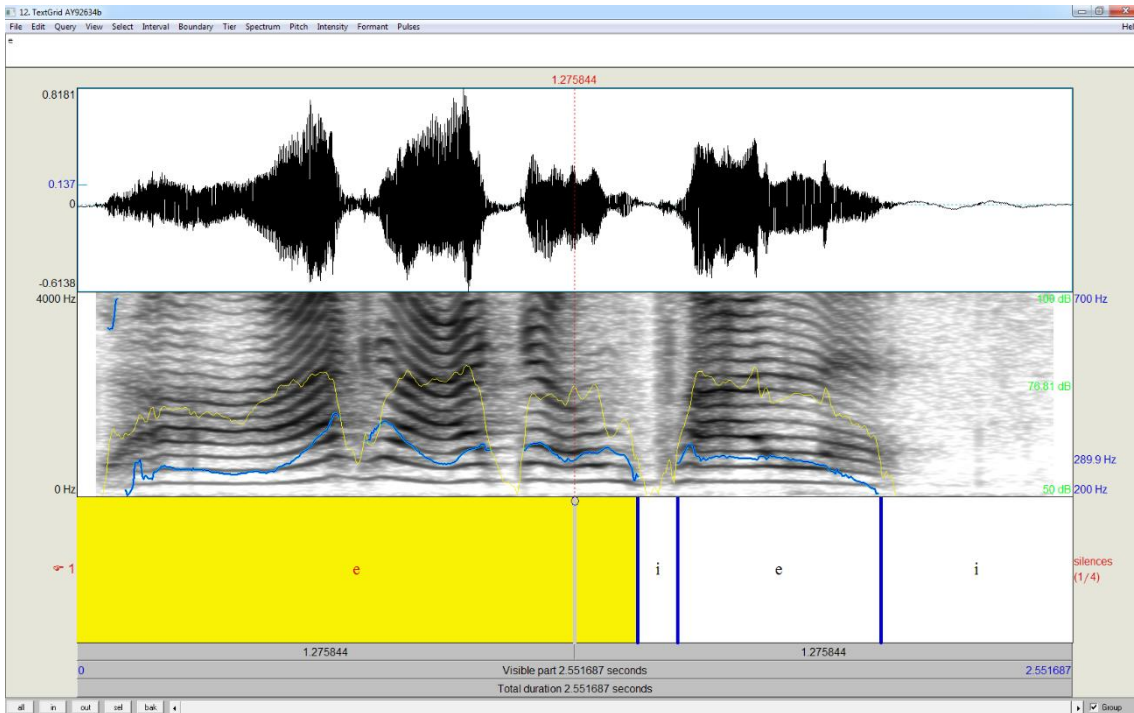 12. TextGrid AY92634b
File Edit Query View Select Interval Boundary Tier Spectrum Pitch Intensity Formant Pulses Hel
e
1.275844
0.8181
0.137
0
-0.6138
4000 Hz 100 dB 700 Hz
78.81 dB
289.9 Hz
0 Hz 50 dB 200 Hz
1 e i e i silences
(1/4)
1.275844 1.275844
0 Visible part 2.551687 seconds 2.551687
Total duration 2.551687 seconds
all in out sel bak Group